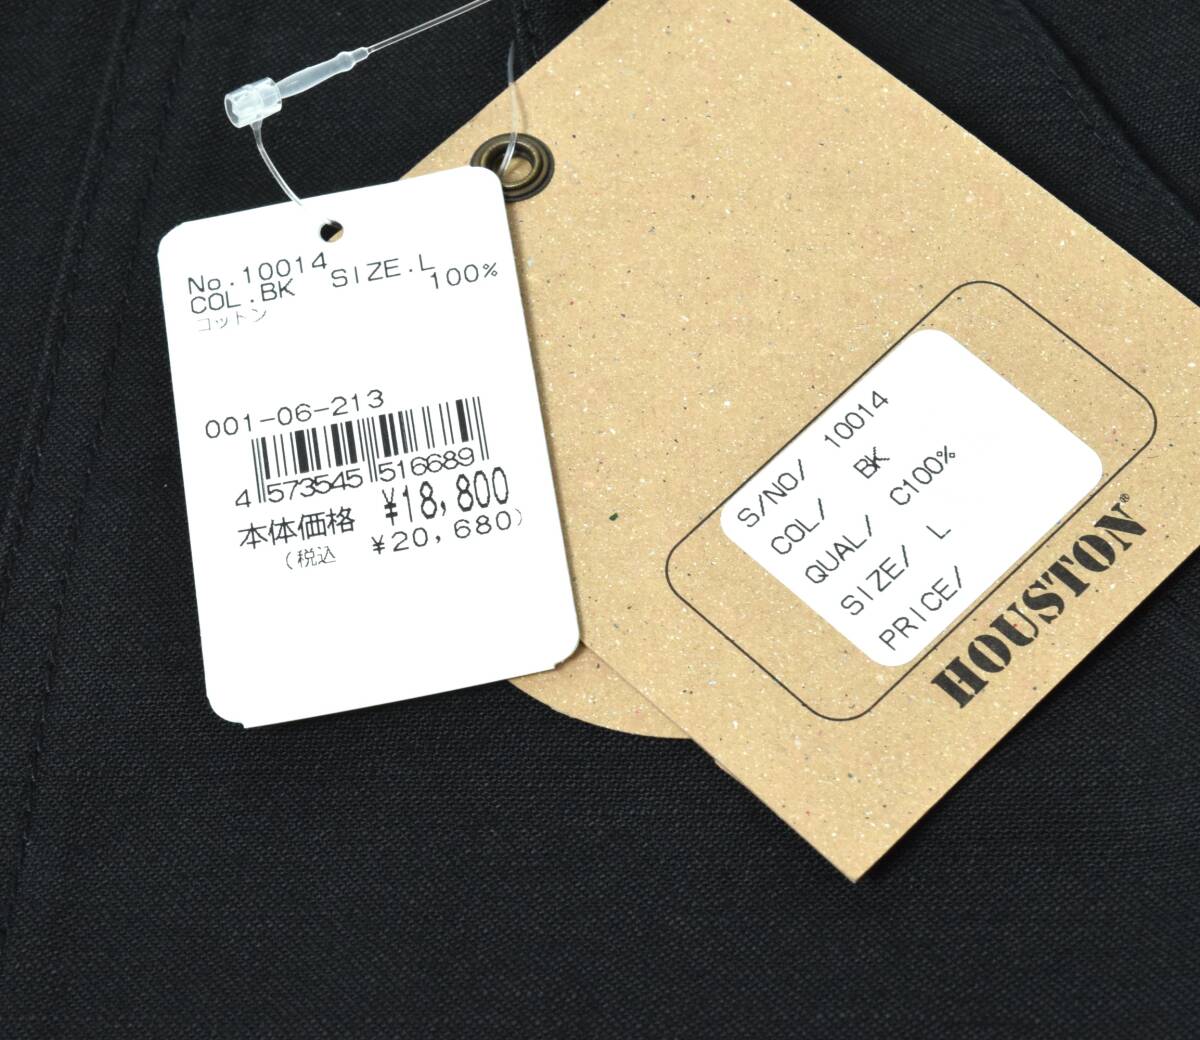 No.10014 SIZE.L
COL.BK 100%
コットン
001-06-213
4 573545 516689
本体価格 ¥18,800
(税込 ¥20,680)
S/NO/ 10014
COL/ BK
QUAL/ C100%
SIZE/ L
PRICE/
HOUSTON®